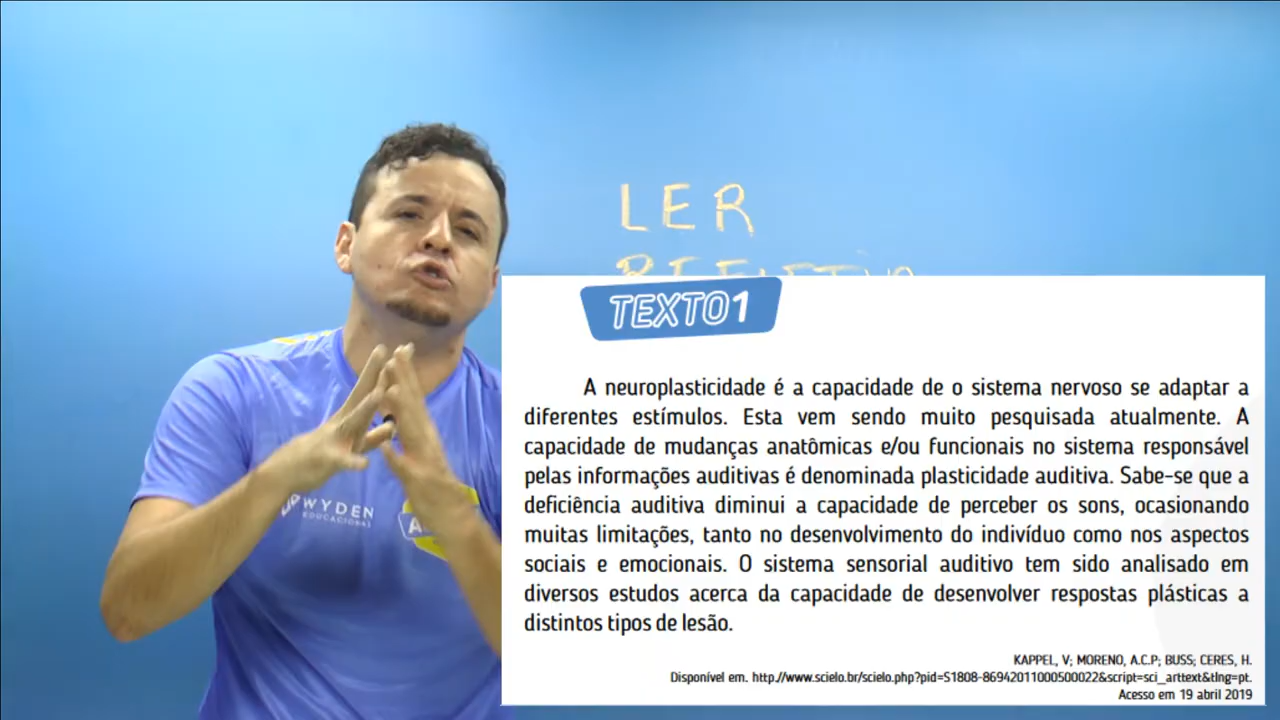 LER
TEXTO1
A neuroplasticidade é a capacidade de o sistema nervoso se adaptar a
diferentes estímulos. Esta vem sendo muito pesquisada atualmente. A
capacidade de mudanças anatômicas e/ou funcionais no sistema responsável
pelas informações auditivas é denominada plasticidade auditiva. Sabe-se que a
deficiência auditiva diminui a capacidade de perceber os sons, ocasionando
muitas limitações, tanto no desenvolvimento do indivíduo como nos aspectos
sociais e emocionais. O sistema sensorial auditivo tem sido analisado em
diversos estudos acerca da capacidade de desenvolver respostas plásticas a
distintos tipos de lesão.
KAPPEL, V; MORENO, A.C.P; BUSS; CERES, H.
Disponível em. http://www.scielo.br/scielo.php?pid=S1808-86942011000500022&script=sci_arttext&tlng=pt.
Acesso em 19 abril 2019
WYDEN
EDUCACIONAL